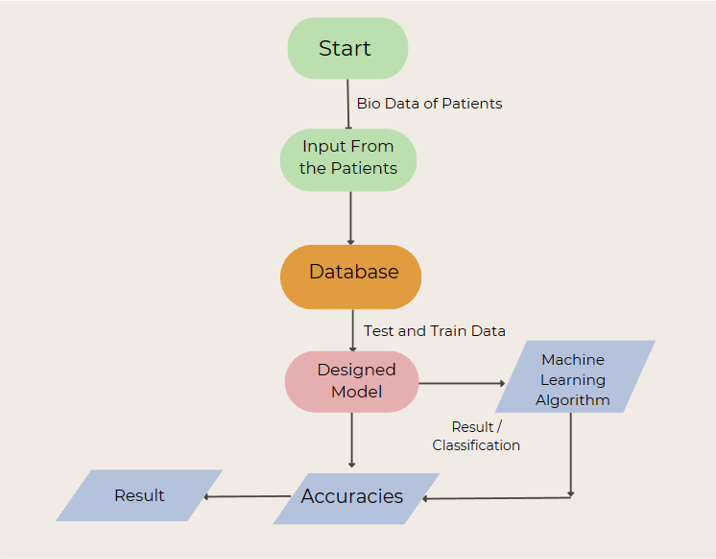 Start
Bio Data of Patients
Input From
the Patients
Database
Test and Train Data
Designed
Model
Machine
Learning
Algorithm
Result /
Classification
Accuracies
Result